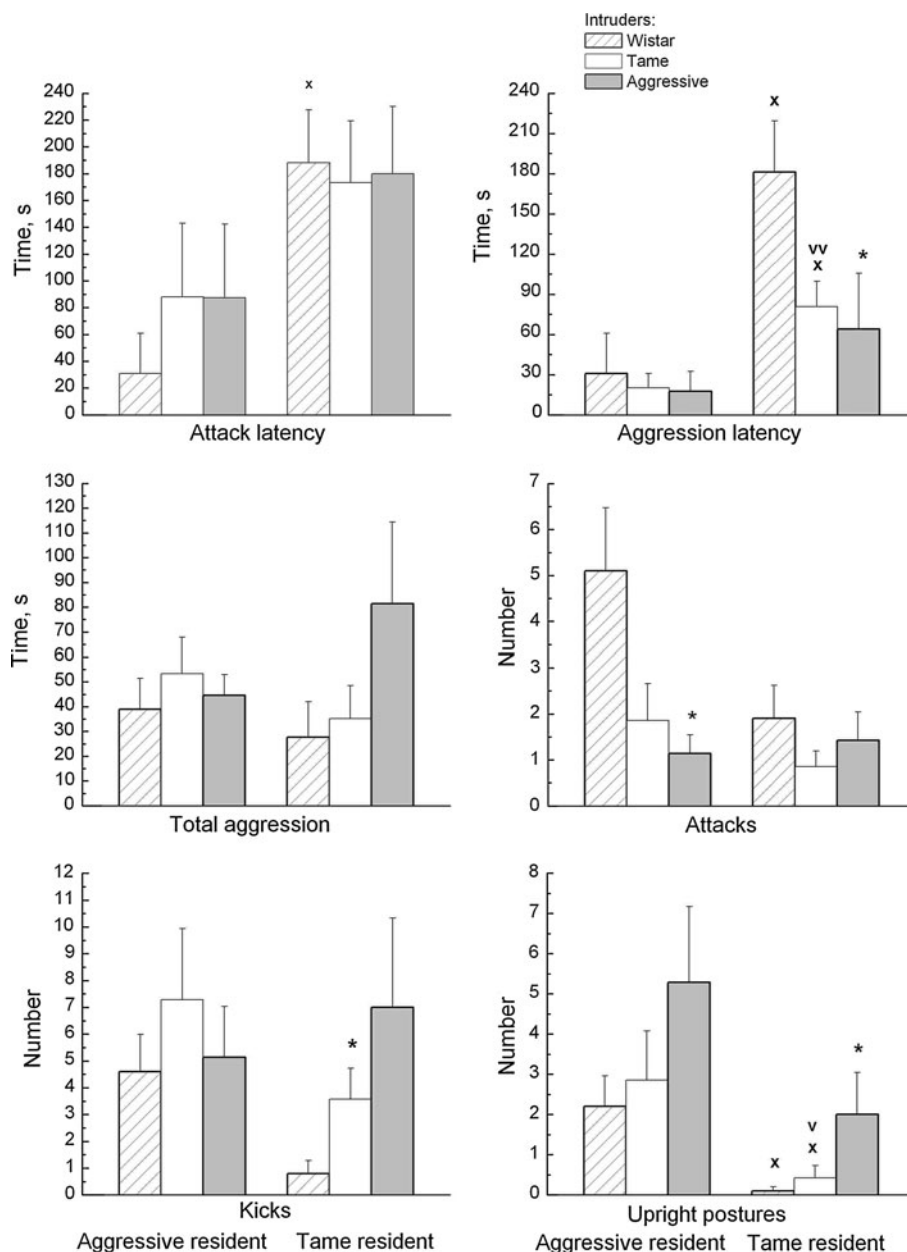 Intruders:
Wistar
Tame
Aggressive
240
220
200
180
160
140
120
100
80
60
40
20
0
Time, s
x
Attack latency
240
210
180
150
120
90
60
30
0
Time, s
x
vv
x
*
Aggression latency
130
120
110
100
90
80
70
60
50
40
30
20
10
0
Time, s
Total aggression
7
6
5
4
3
2
1
0
Number
*
Attacks
12
11
10
9
8
7
6
5
4
3
2
1
0
Number
*
Kicks
Aggressive resident Tame resident
8
7
6
5
4
3
2
1
0
Number
x
v
x
*
Upright postures
Aggressive resident Tame resident